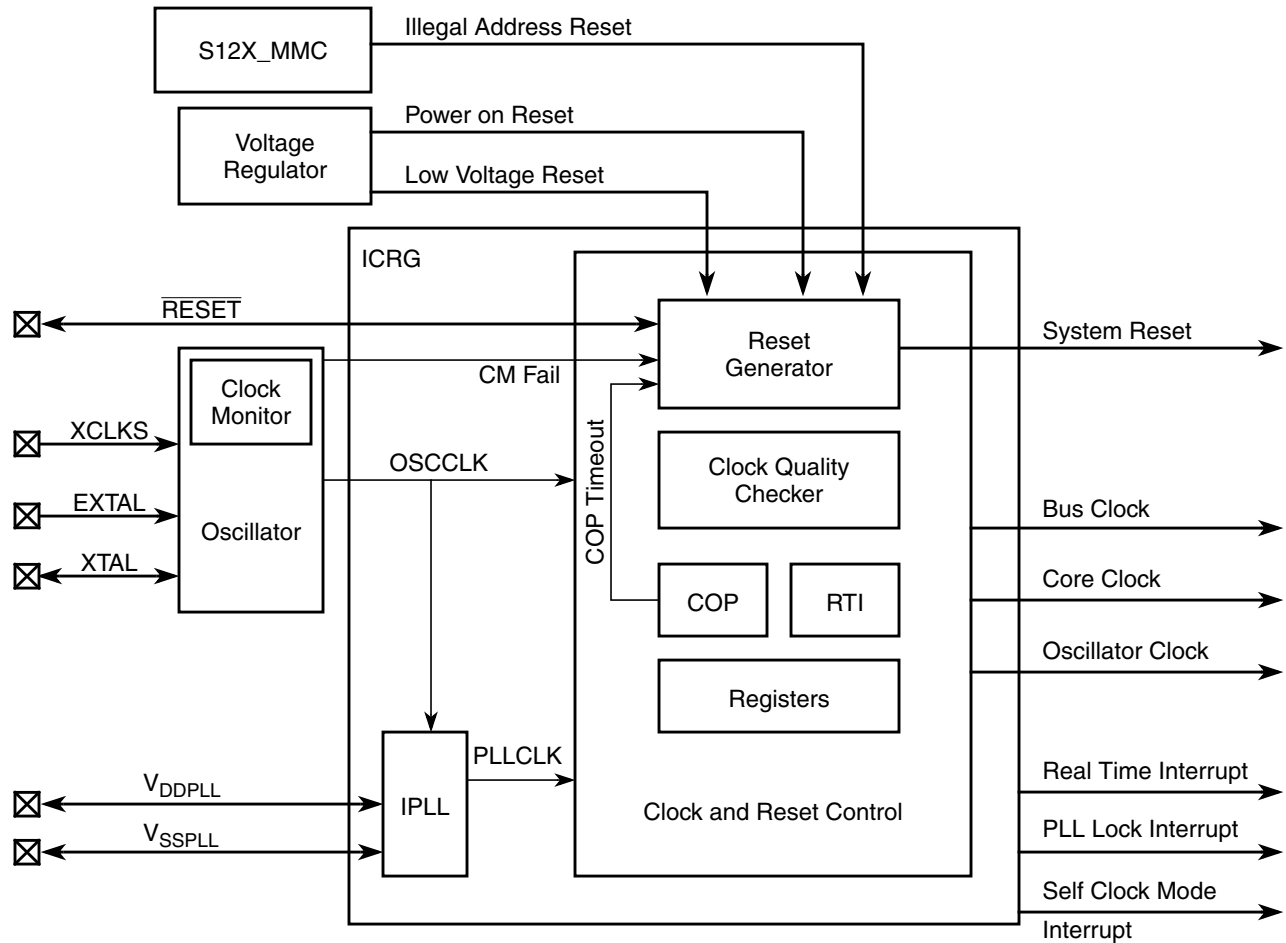 S12X_MMC
Illegal Address Reset
Voltage
Regulator
Power on Reset
Low Voltage Reset
ICRG
RESET
Reset
Generator
System Reset
CM Fail
Clock
Monitor
XCLKS
OSCCLK
COP Timeout
Clock Quality
Checker
EXTAL
Oscillator
XTAL
Bus Clock
COP
RTI
Core Clock
Oscillator Clock
Registers
PLLCLK
VDDPLL
IPLL
VSSPLL
Clock and Reset Control
Real Time Interrupt
PLL Lock Interrupt
Self Clock Mode
Interrupt